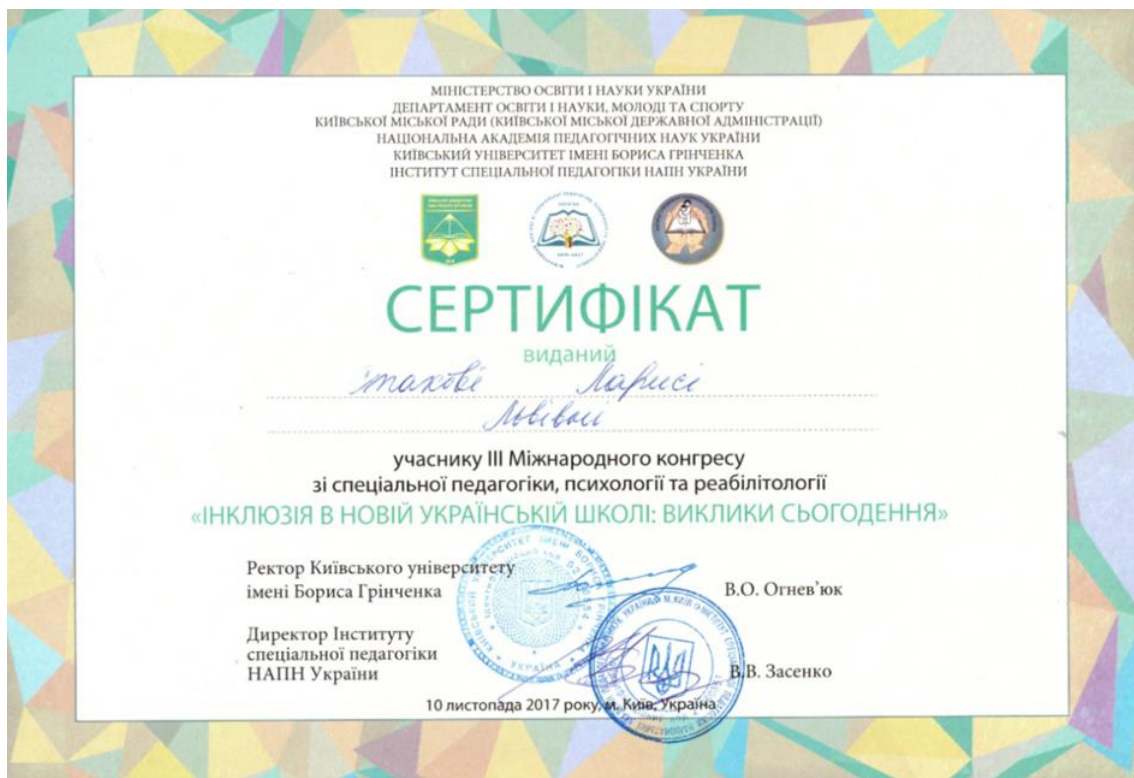 МІНІСТЕРСТВО ОСВІТИ І НАУКИ УКРАЇНИ
ДЕПАРТАМЕНТ ОСВІТИ І НАУКИ, МОЛОДІ ТА СПОРТУ
КИЇВСЬКОЇ МІСЬКОЇ РАДИ (КИЇВСЬКОЇ МІСЬКОЇ ДЕРЖАВНОЇ АДМІНІСТРАЦІЇ)
НАЦІОНАЛЬНА АКАДЕМІЯ ПЕДАГОГІЧНИХ НАУК УКРАЇНИ
КИЇВСЬКИЙ УНІВЕРСИТЕТ ІМЕНІ БОРИСА ГРІНЧЕНКА
ІНСТИТУТ СПЕЦІАЛЬНОЇ ПЕДАГОГІКИ НАПН УКРАЇНИ
СЕРТИФІКАТ
виданий
Стаховій Ларисі
Львівні
учаснику ІІІ Міжнародного конгресу
зі спеціальної педагогіки, психології та реабілітології
«ІНКЛЮЗІЯ В НОВІЙ УКРАЇНСЬКІЙ ШКОЛІ: ВИКЛИКИ СЬОГОДЕННЯ»
Ректор Київського університету
імені Бориса Грінченка В.О. Огнев'юк
Директор Інституту
спеціальної педагогіки
НАПН України В.В. Засенко
10 листопада 2017 року, м. Київ, Україна